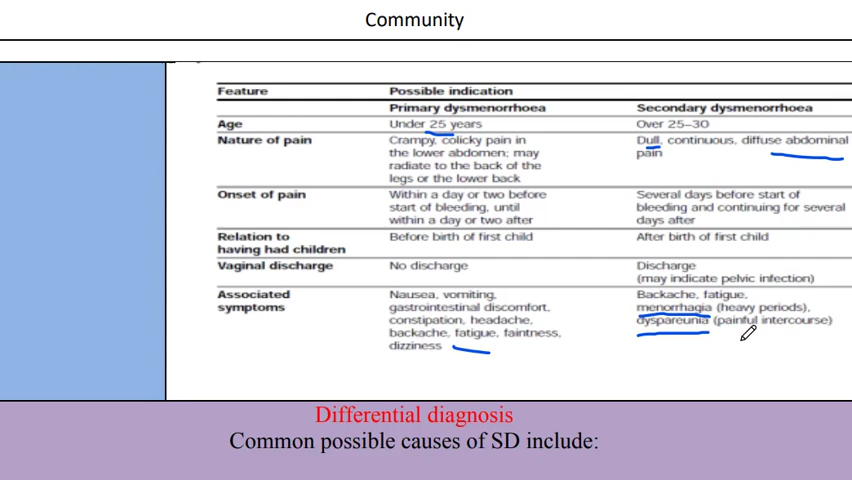 Community
Feature Possible indication
Primary dysmenorrhoea Secondary dysmenorrhoea
Age Under 25 years Over 25–30
Nature of pain Crampy, colicky pain in Dull, continuous, diffuse abdominal
the lower abdomen; may pain
radiate to the back of the
legs or the lower back
Onset of pain Within a day or two before Several days before start of
start of bleeding, until bleeding and continuing for several
within a day or two after days after
Relation to Before birth of first child After birth of first child
having had children
Vaginal discharge No discharge Discharge
(may indicate pelvic infection)
Associated Nausea, vomiting, Backache, fatigue,
symptoms gastrointestinal discomfort, menorrhagia (heavy periods),
constipation, headache, dyspareunia (painful intercourse)
backache, fatigue, faintness,
dizziness
Differential diagnosis
Common possible causes of SD include: